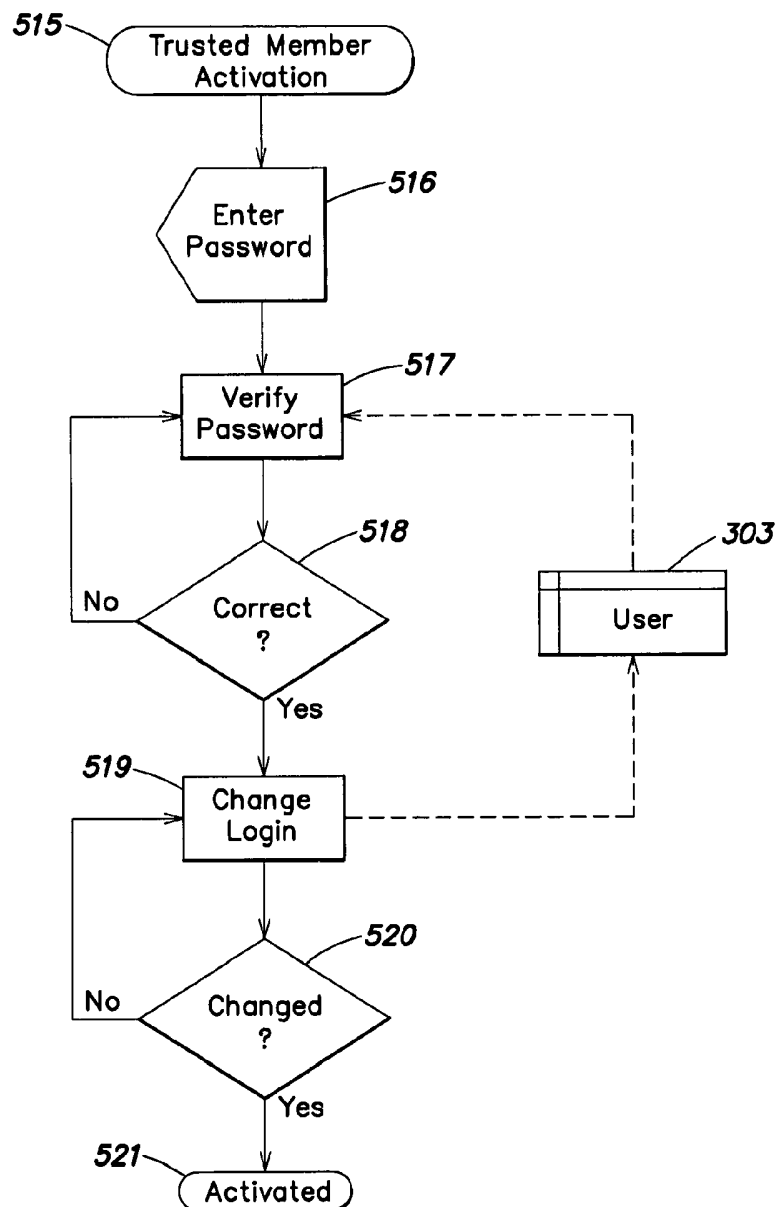 515
Trusted Member
Activation
516
Enter
Password
517
Verify
Password
518
303
No
Correct
?
User
Yes
519
Change
Login
520
No
Changed
?
Yes
521
Activated